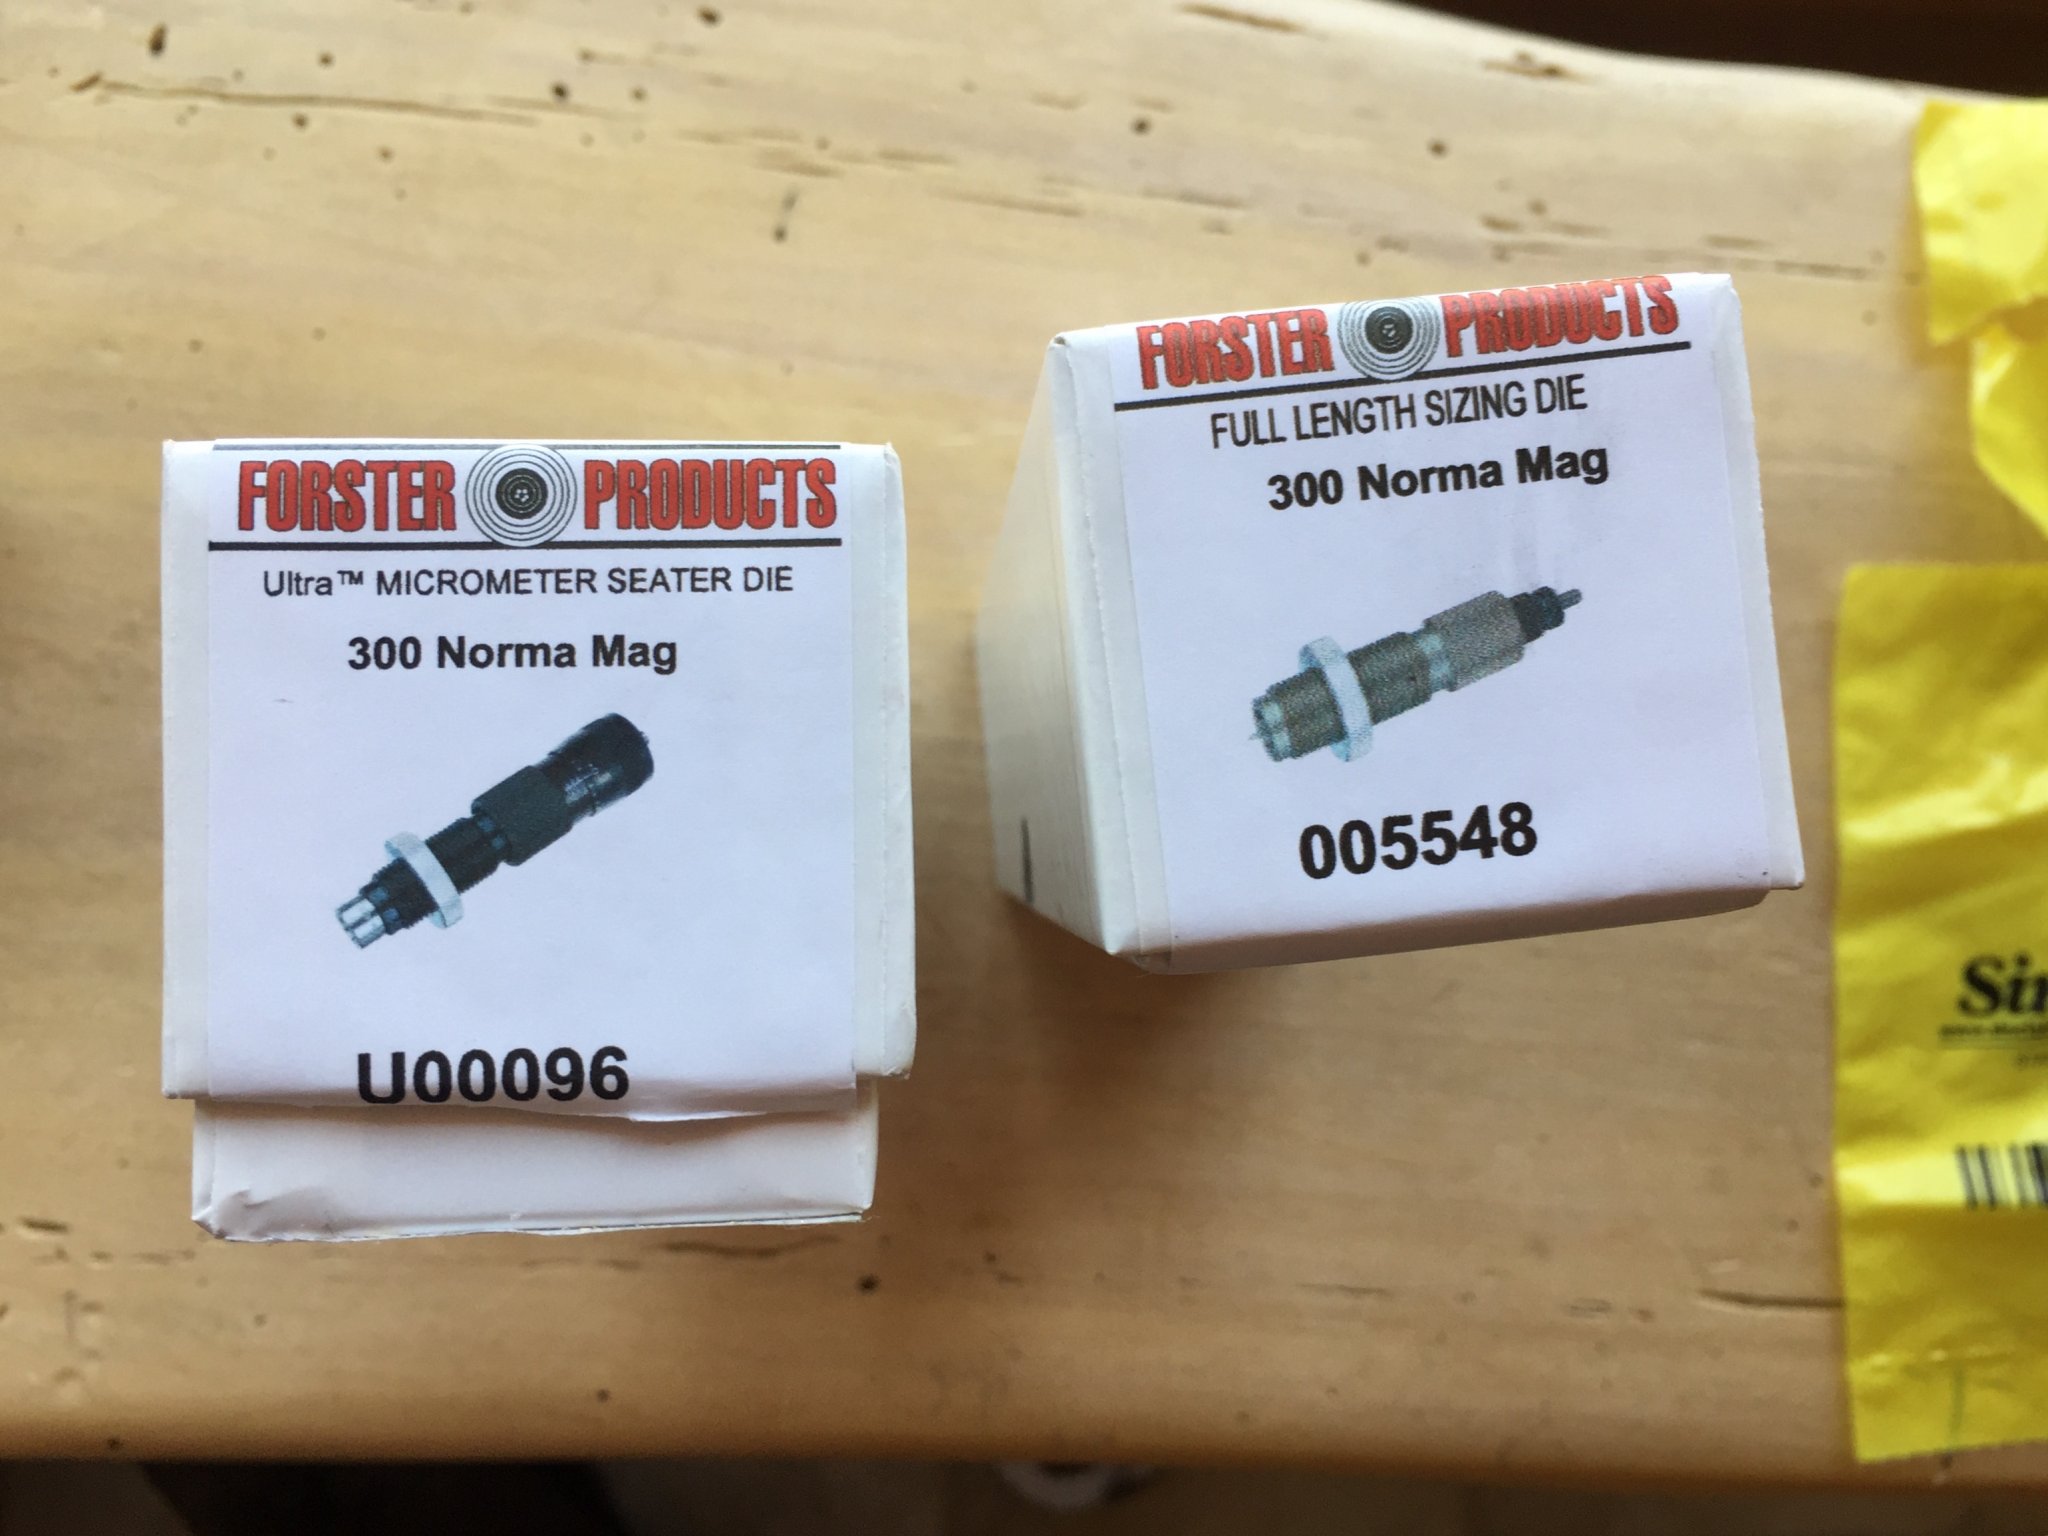 FORSTER PRODUCTS
Ultra™ MICROMETER SEATER DIE
300 Norma Mag
U00096
FORSTER PRODUCTS
FULL LENGTH SIZING DIE
300 Norma Mag
005548